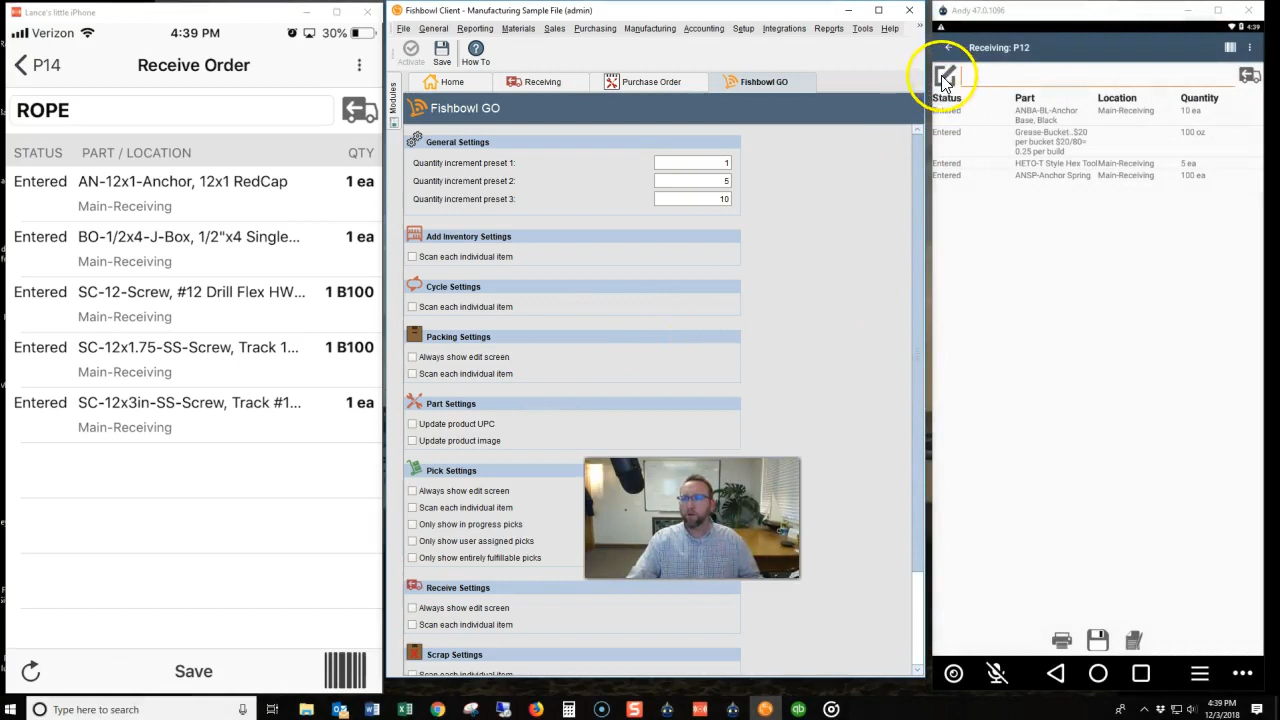 Lance's little iPhone
Verizon
4:39 PM
30%
P14
Receive Order
ROPE
STATUS PART / LOCATION QTY
Entered AN-12x1-Anchor, 12x1 RedCap 1 ea
Main-Receiving
Entered BO-1/2x4-J-Box, 1/2"x4 Single... 1 ea
Main-Receiving
Entered SC-12-Screw, #12 Drill Flex HW... 1 B100
Main-Receiving
Entered SC-12x1.75-SS-Screw, Track 1... 1 B100
Main-Receiving
Entered SC-12x3in-SS-Screw, Track #1... 1 ea
Main-Receiving
Save
Fishbowl Client - Manufacturing Sample File (admin)
File General Reporting Materials Sales Purchasing Manufacturing Accounting Setup Integrations Reports Tools Help
Activate Save How To
Modules
Home Receiving Purchase Order Fishbowl GO
Fishbowl GO
General Settings
Quantity increment preset 1: 1
Quantity increment preset 2: 5
Quantity increment preset 3: 10
Add Inventory Settings
Scan each individual item
Cycle Settings
Scan each individual item
Packing Settings
Always show edit screen
Scan each individual item
Part Settings
Update product UPC
Update product image
Pick Settings
Always show edit screen
Scan each individual item
Only show in progress picks
Only show user assigned picks
Only show entirely fulfillable picks
Receive Settings
Always show edit screen
Scan each individual item
Scrap Settings
Scan each individual item
Andy 47.0.1096
4:39
Receiving: P12
Status Part Location Quantity
Entered ANBA-BL-Anchor Main-Receiving 10 ea
Base, Black
Entered Grease-Bucket..$20 Main-Receiving 100 oz
per bucket $20/80=
0.25 per build
Entered HETO-T Style Hex Tool Main-Receiving 5 ea
Entered ANSP-Anchor Spring Main-Receiving 100 ea
Type here to search
4:39 PM
12/3/2018